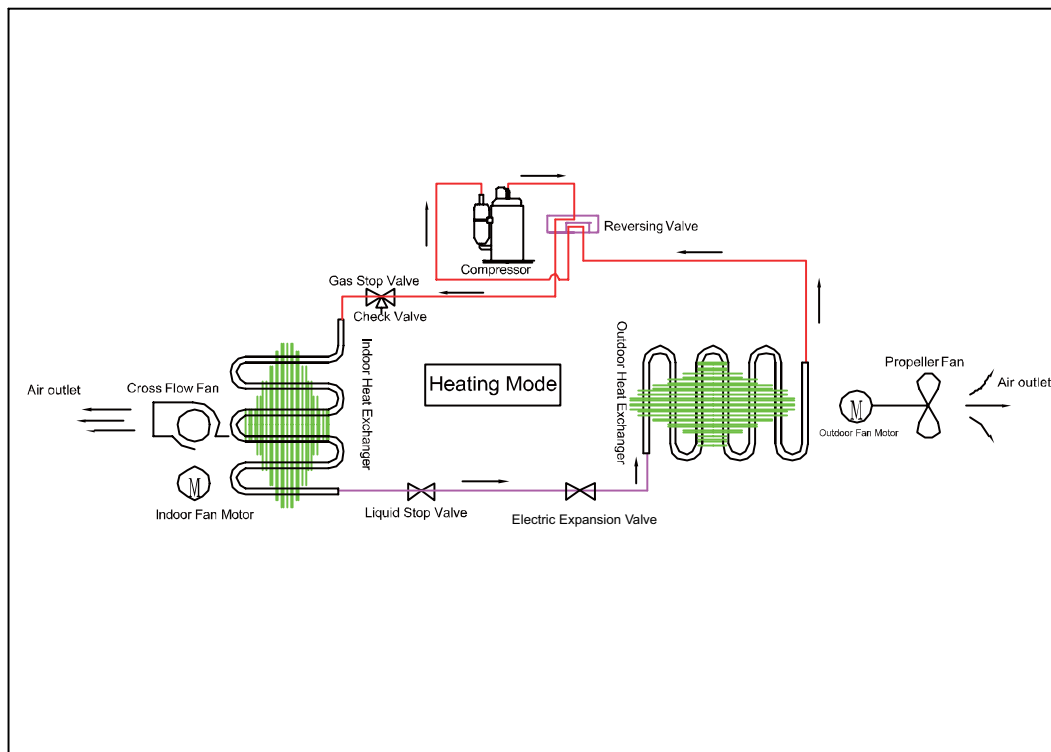 Reversing Valve
Compressor
Gas Stop Valve
Check Valve
Indoor Heat Exchanger
Outdoor Heat Exchanger
Heating Mode
Propeller Fan
Air outlet
Cross Flow Fan
Air outlet
M
Outdoor Fan Motor
M
Indoor Fan Motor
Liquid Stop Valve
Electric Expansion Valve